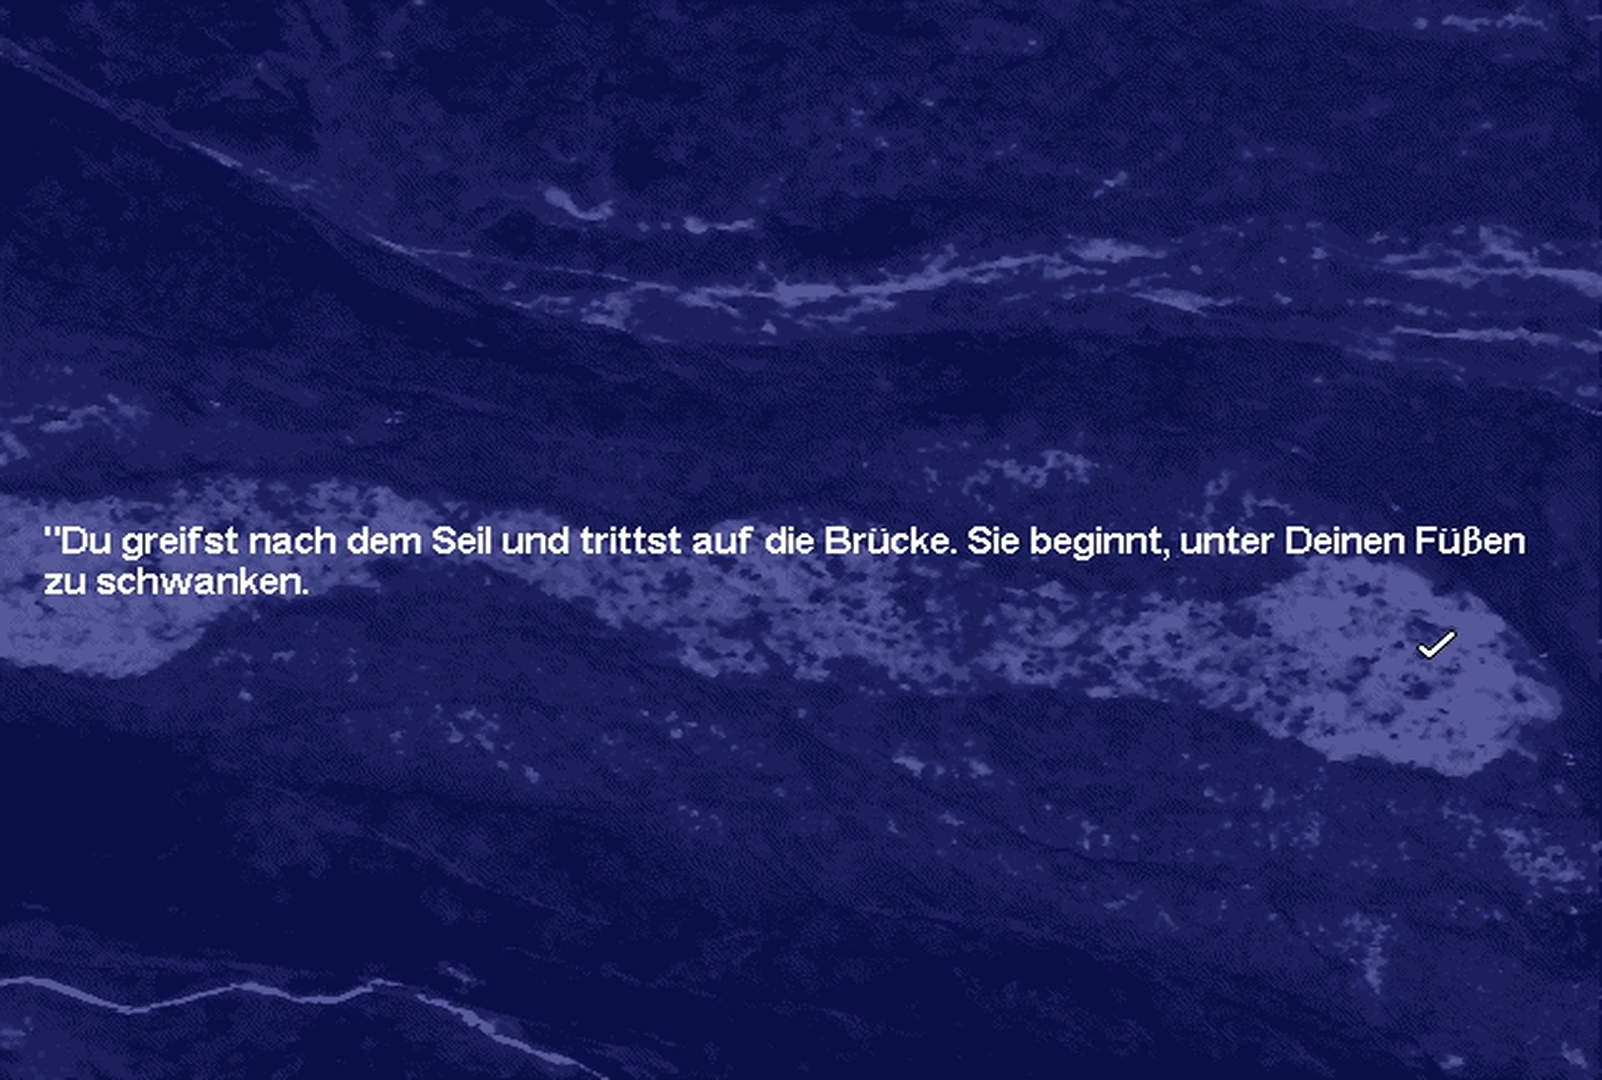 "Du greifst nach dem Seil und trittst auf die Brücke. Sie beginnt, unter Deinen Füßen
zu schwanken.